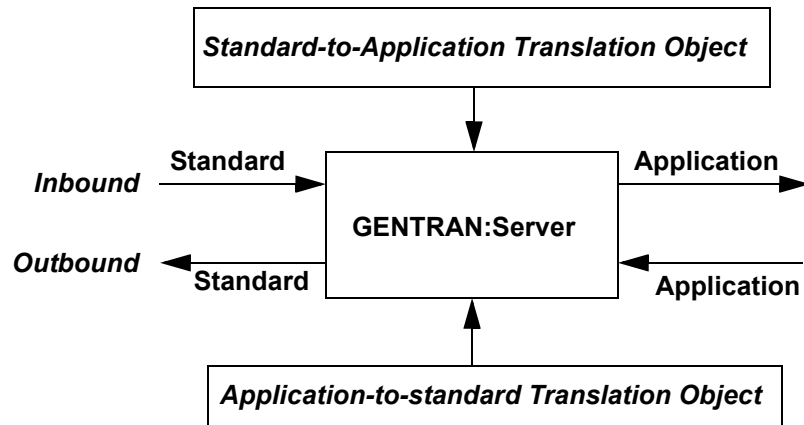 Standard-to-Application Translation Object
Standard
Application
Inbound
GENTRAN:Server
Outbound
Standard
Application
Application-to-standard Translation Object